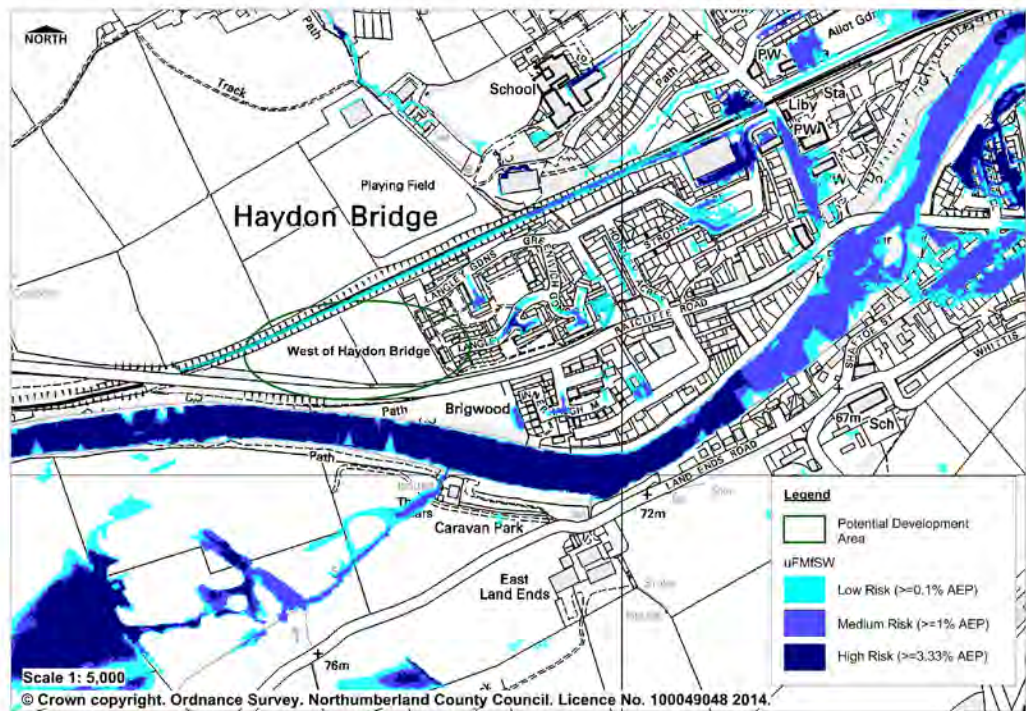 NORTH
Path
Track
School
Path
Allot Gdns
PW
Sta
Liby
PW
Playing Field
Haydon Bridge
LANGLEY GDNS
West of Haydon Bridge
LANGLEY
RATCLIFFE ROAD
Path
Brigwood
Path
LAND ENDS ROAD
67m
Sch
72m
Caravan Park
East
Land Ends
76m
Legend
Potential Development
Area
uFMfSW
Low Risk (>=0.1% AEP)
Medium Risk (>=1% AEP)
High Risk (>=3.33% AEP)
Scale 1: 5,000
© Crown copyright. Ordnance Survey. Northumberland County Council. Licence No. 100049048 2014.